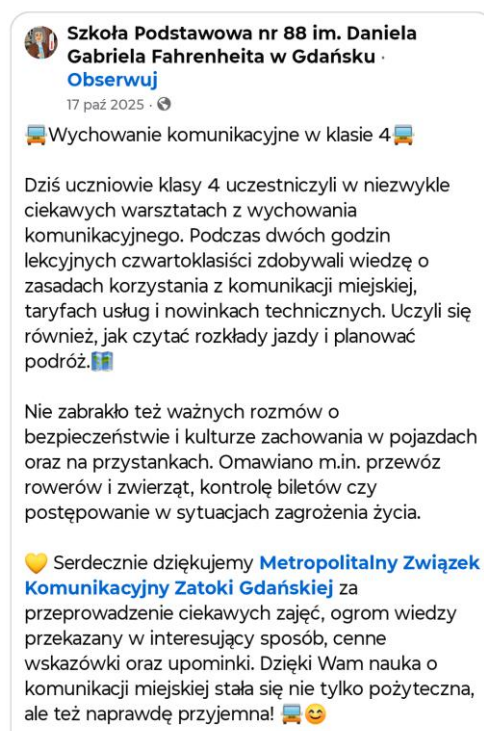 Szkoła Podstawowa nr 88 im. Daniela
Gabriela Fahrenheita w Gdańsku ·
Obserwuj
17 paź 2025 ·
🚍Wychowanie komunikacyjne w klasie 4🚍
Dziś uczniowie klasy 4 uczestniczyli w niezwykle
ciekawych warsztatach z wychowania
komunikacyjnego. Podczas dwóch godzin
lekcyjnych czwartoklasiści zdobywali wiedzę o
zasadach korzystania z komunikacji miejskiej,
taryfach usług i nowinkach technicznych. Uczyli się
również, jak czytać rozkłady jazdy i planować
podróż.🗺️
Nie zabrakło też ważnych rozmów o
bezpieczeństwie i kulturze zachowania w pojazdach
oraz na przystankach. Omawiano m.in. przewóz
rowerów i zwierząt, kontrolę biletów czy
postępowanie w sytuacjach zagrożenia życia.
💛 Serdecznie dziękujemy Metropolitalny Związek
Komunikacyjny Zatoki Gdańskiej za
przeprowadzenie ciekawych zajęć, ogrom wiedzy
przekazany w interesujący sposób, cenne
wskazówki oraz upominki. Dzięki Wam nauka o
komunikacji miejskiej stała się nie tylko pożyteczna,
ale też naprawdę przyjemna! 🚍😊